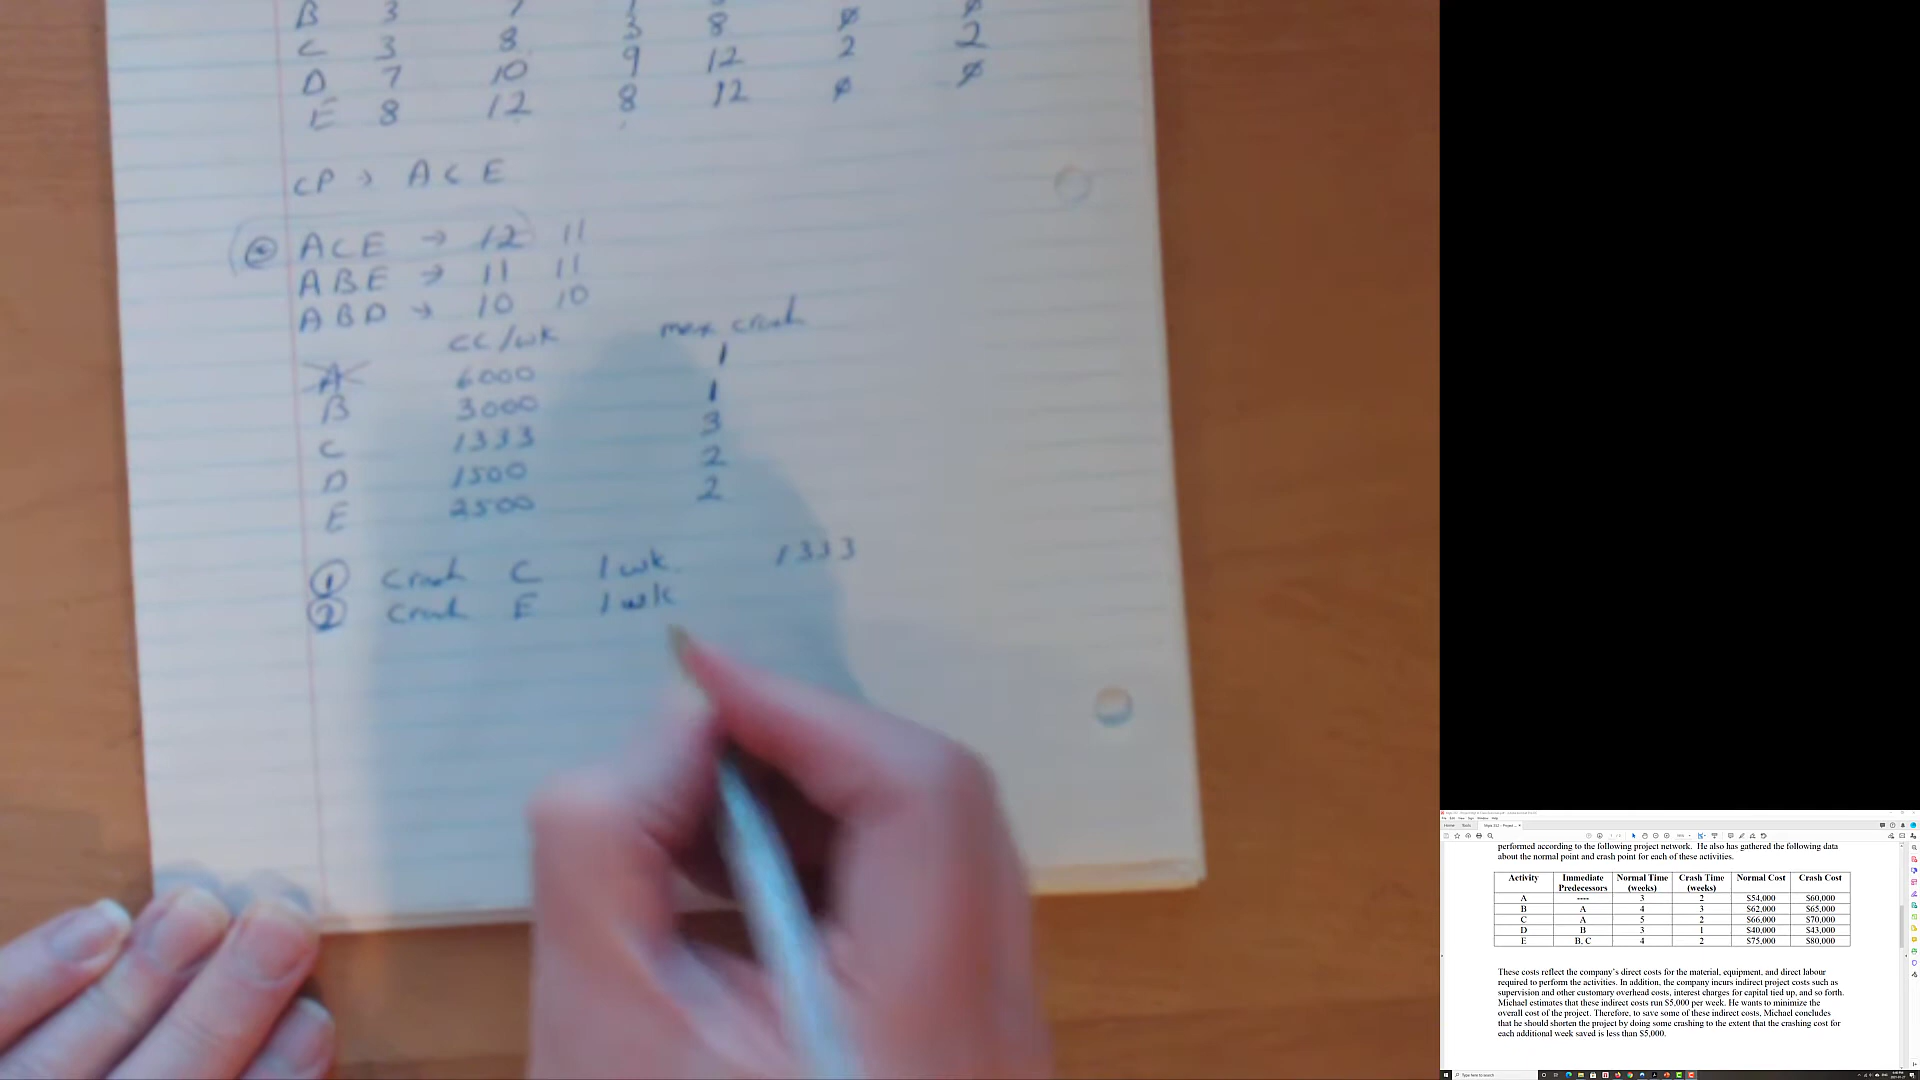 B 3 7
C 3 8 3 8 ∅ ∅
D 7 10 9 12 2 2
E 8 12 8 12 ∅ ∅
CP → A C E
ACE → 12 11
ABE → 11 11
ABD → 10 10
CC/wk max crash
A 6000 1
B 3000 1
C 1333 3
D 1500 2
E 2500 2
① Crash C 1 wk 1333
② Crash E 1 wk
performed according to the following project network. He also has gathered the following data
about the normal point and crash point for each of these activities.
Activity Immediate Predecessors Normal Time (weeks) Crash Time (weeks) Normal Cost Crash Cost
A ---- 3 2 $54,000 $60,000
B A 4 3 $62,000 $65,000
C A 5 2 $66,000 $70,000
D B 3 1 $40,000 $43,000
E B, C 4 2 $75,000 $80,000
These costs reflect the company's direct costs for the material, equipment, and direct labour
required to perform the activities. In addition, the company incurs indirect project costs such as
supervision and other customary overhead costs, interest charges for capital tied up, and so forth.
Michael estimates that these indirect costs run $5,000 per week. He wants to minimize the
overall cost of the project. Therefore, to save some of these indirect costs, Michael concludes
that he should shorten the project by doing some crashing to the extent that the crashing cost for
each additional week saved is less than $5,000.
Type here to search